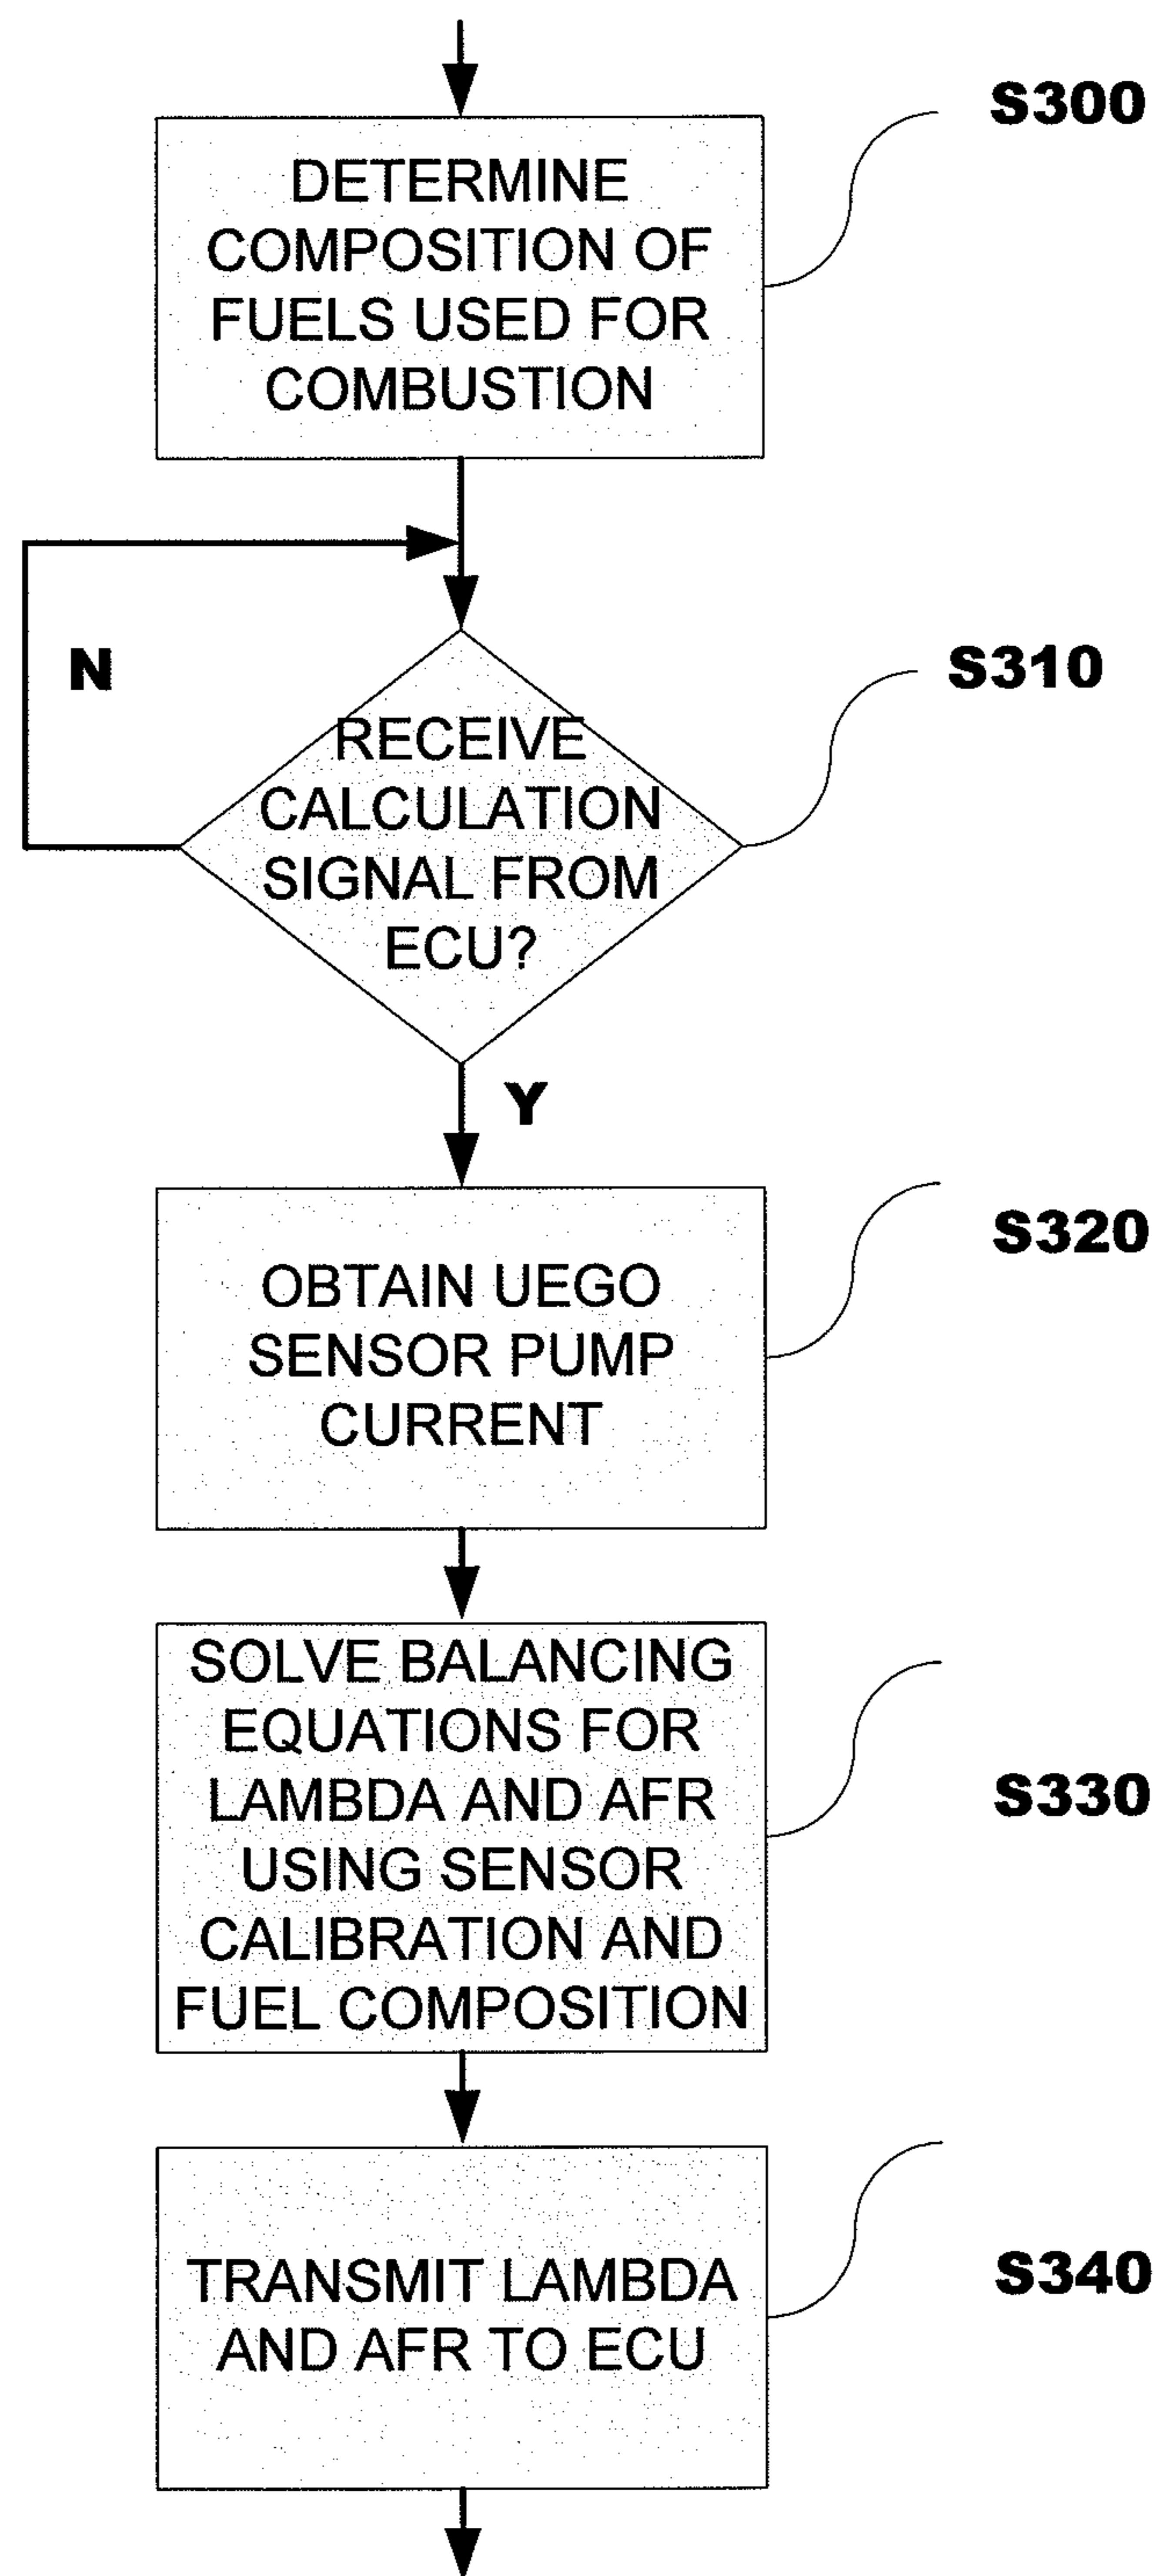 S300
DETERMINE
COMPOSITION OF
FUELS USED FOR
COMBUSTION
N
S310
RECEIVE
CALCULATION
SIGNAL FROM
ECU?
Y
S320
OBTAIN UEGO
SENSOR PUMP
CURRENT
SOLVE BALANCING
EQUATIONS FOR
LAMBDA AND AFR
USING SENSOR
CALIBRATION AND
FUEL COMPOSITION
S330
TRANSMIT LAMBDA
AND AFR TO ECU
S340